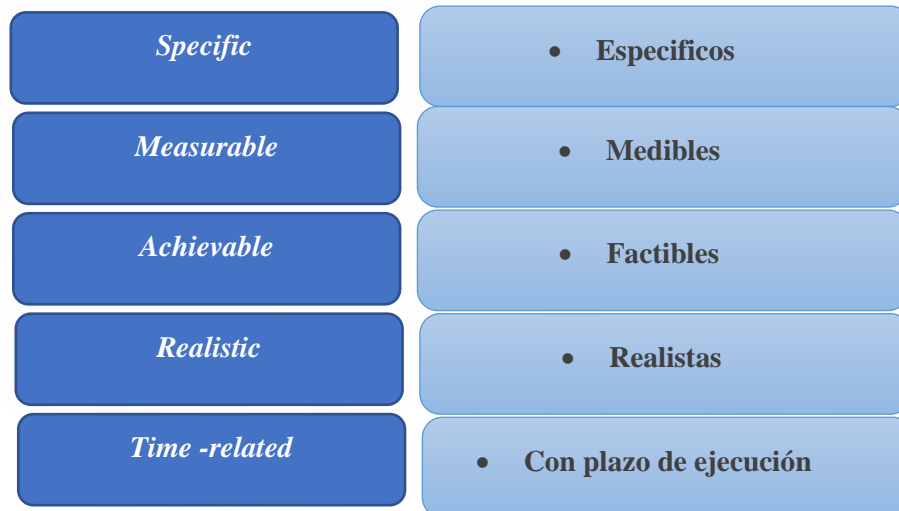 Specific
• Especificos
Measurable
• Medibles
Achievable
• Factibles
Realistic
• Realistas
Time -related
• Con plazo de ejecución